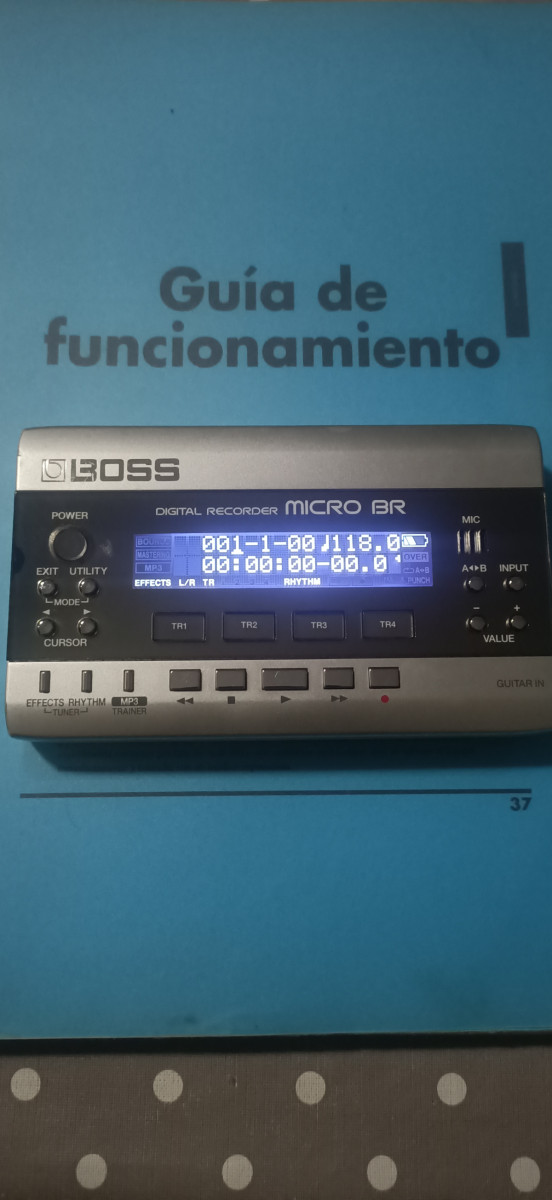 Guía de
funcionamiento
BOSS
DIGITAL RECORDER MICRO BR
POWER
MIC
BOUNCE
MASTERING
MP3
001-1-00♩118.0
00:00:00-00.0
OVER
A↔B
PUNCH
EFFECTS L/R TR RHYTHM
EXIT UTILITY
MODE
CURSOR
A↔B INPUT
- +
VALUE
TR1 TR2 TR3 TR4
EFFECTS RHYTHM MP3
TUNER TRAINER
GUITAR IN
37